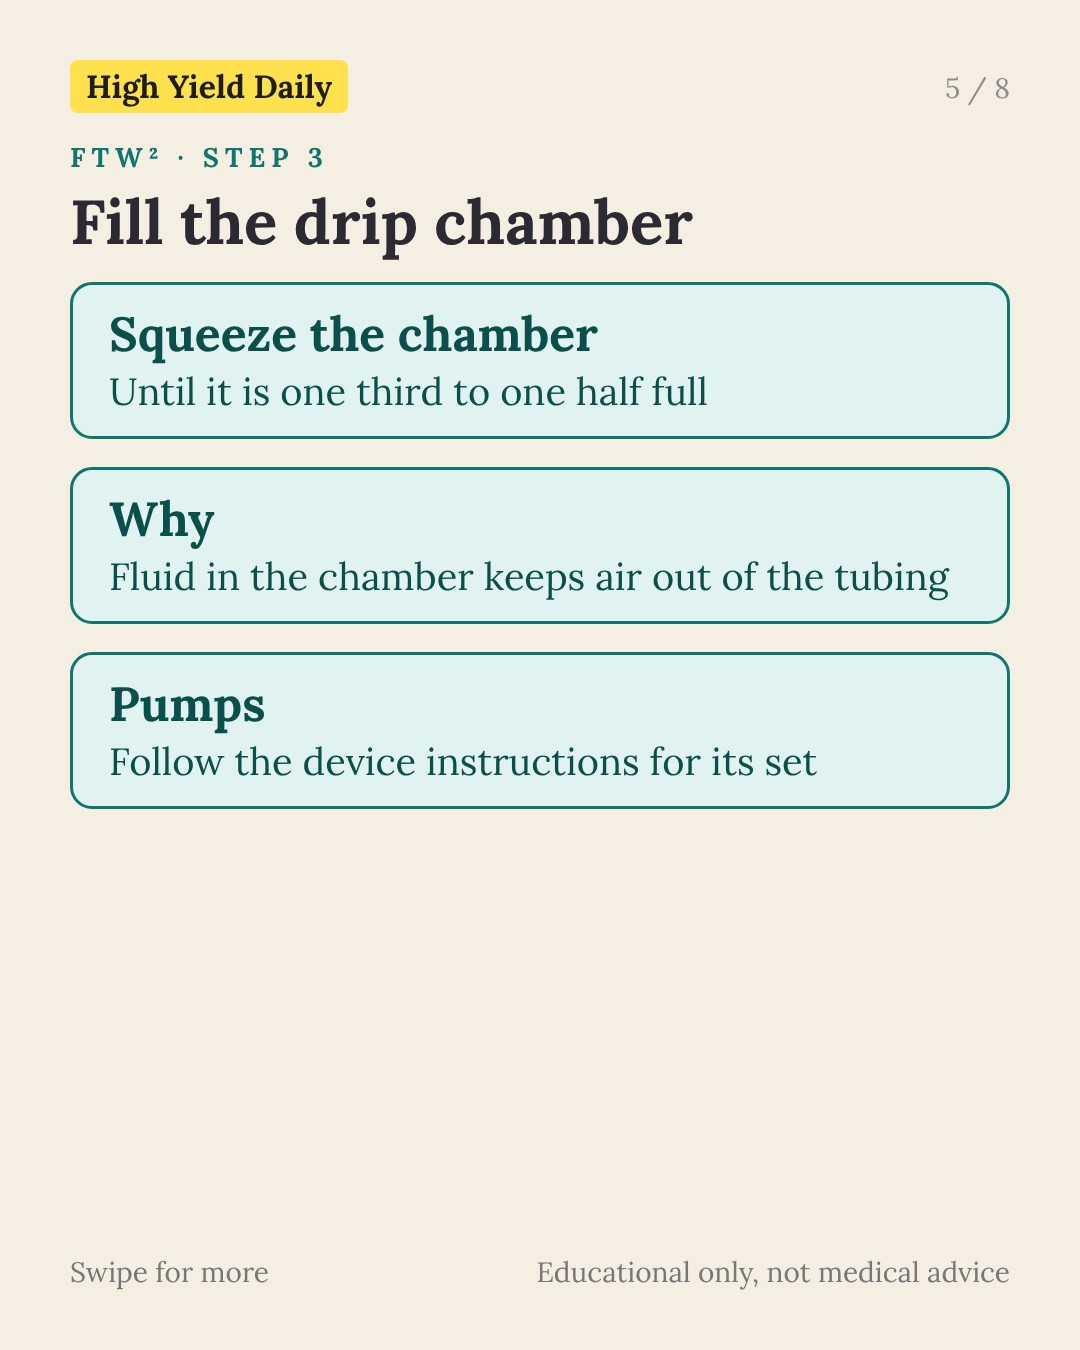 High Yield Daily
5 / 8
FTW² · STEP 3
Fill the drip chamber
Squeeze the chamber
Until it is one third to one half full
Why
Fluid in the chamber keeps air out of the tubing
Pumps
Follow the device instructions for its set
Swipe for more
Educational only, not medical advice